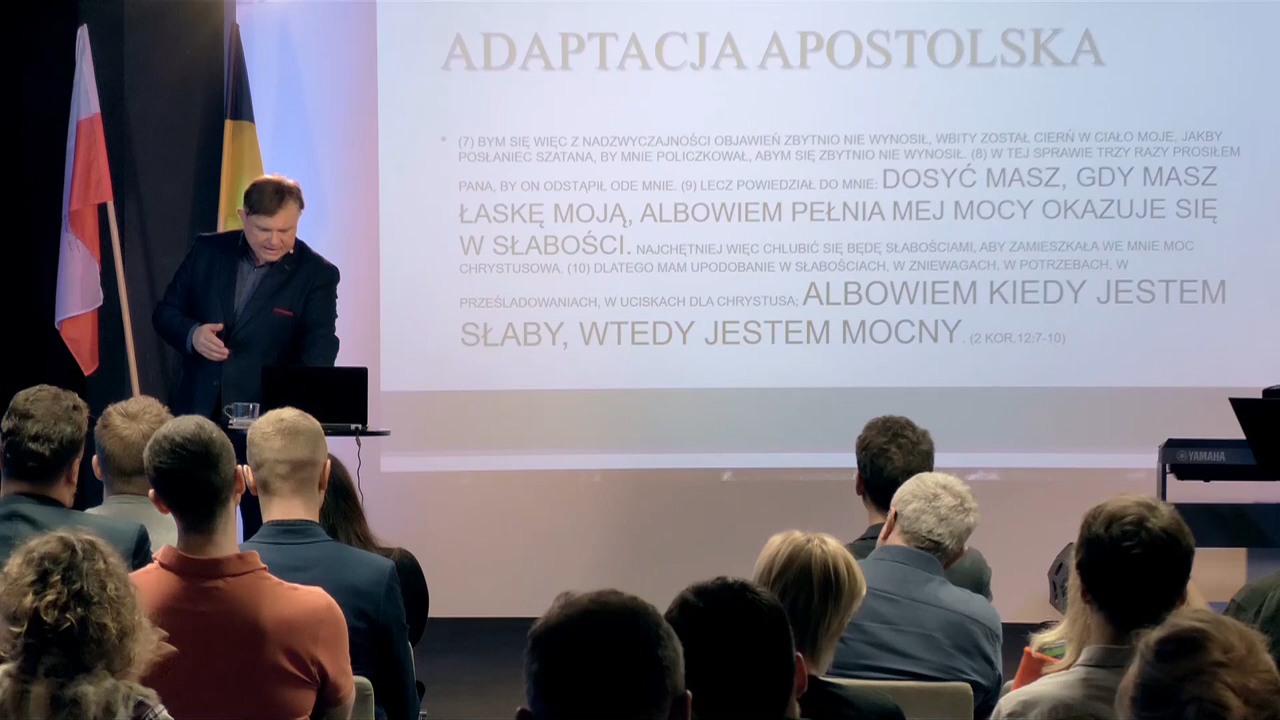 ADAPTACJA APOSTOLSKA
• (7) BYM SIĘ WIĘC Z NADZWYCZAJNOŚCI OBJAWIEŃ ZBYTNIO NIE WYNOSIŁ, WBITY ZOSTAŁ CIERŃ W CIAŁO MOJE, JAKBY
POSŁANIEC SZATANA, BY MNIE POLICZKOWAŁ, ABYM SIĘ ZBYTNIO NIE WYNOSIŁ. (8) W TEJ SPRAWIE TRZY RAZY PROSIŁEM
PANA, BY ON ODSTĄPIŁ ODE MNIE. (9) LECZ POWIEDZIAŁ DO MNIE: DOSYĆ MASZ, GDY MASZ
ŁASKĘ MOJĄ, ALBOWIEM PEŁNIA MEJ MOCY OKAZUJE SIĘ
W SŁABOŚCI. NAJCHĘTNIEJ WIĘC CHLUBIĆ SIĘ BĘDĘ SŁABOŚCIAMI, ABY ZAMIESZKAŁA WE MNIE MOC
CHRYSTUSOWA. (10) DLATEGO MAM UPODOBANIE W SŁABOŚCIACH, W ZNIEWAGACH, W POTRZEBACH, W
PRZEŚLADOWANIACH, W UCISKACH DLA CHRYSTUSA; ALBOWIEM KIEDY JESTEM
SŁABY, WTEDY JESTEM MOCNY. (2 KOR.12:7-10)
YAMAHA